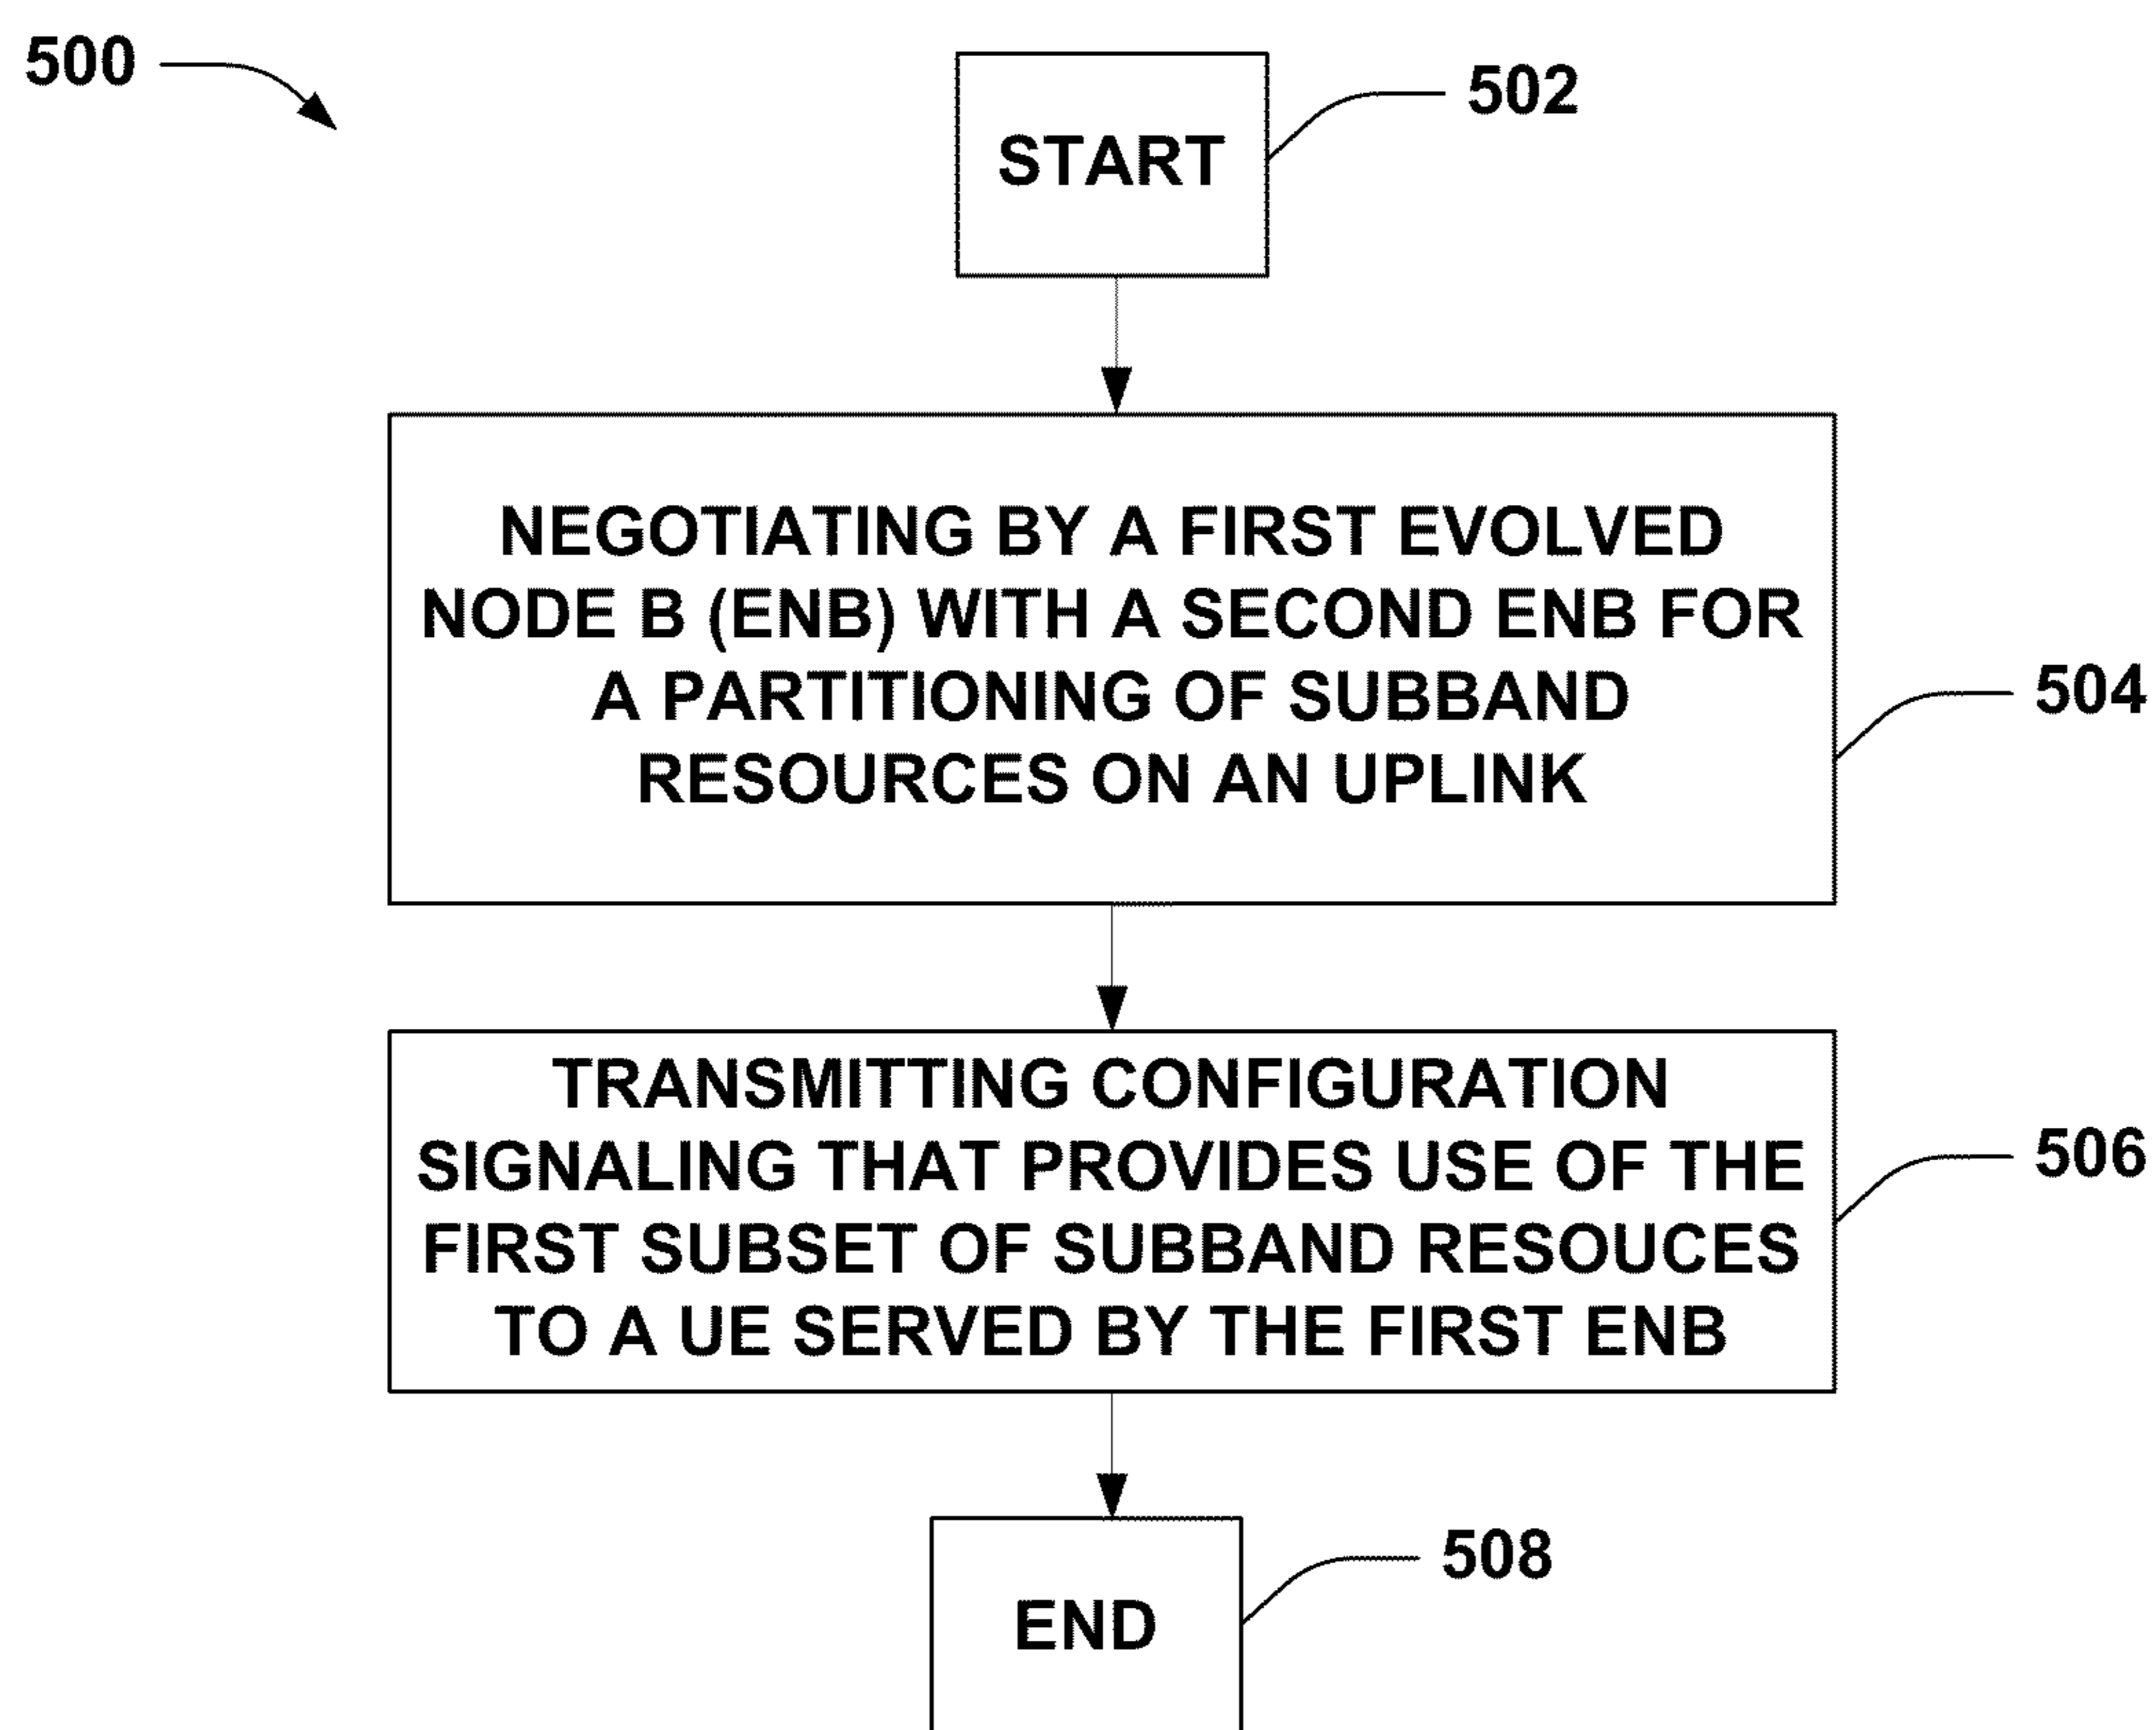 500
START
502
NEGOTIATING BY A FIRST EVOLVED
NODE B (ENB) WITH A SECOND ENB FOR
A PARTITIONING OF SUBBAND
RESOURCES ON AN UPLINK
504
TRANSMITTING CONFIGURATION
SIGNALING THAT PROVIDES USE OF THE
FIRST SUBSET OF SUBBAND RESOUCES
TO A UE SERVED BY THE FIRST ENB
506
END
508